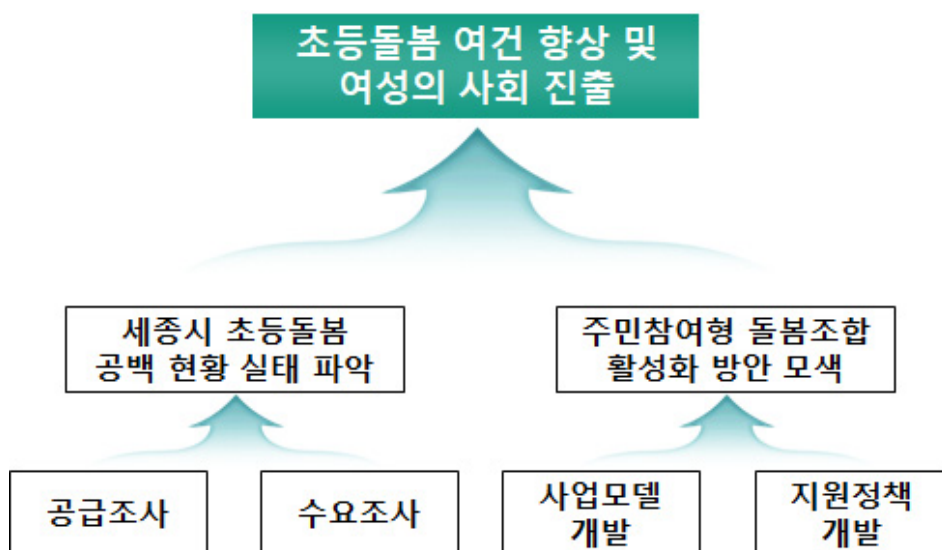 초등돌봄 여건 향상 및
여성의 사회 진출
세종시 초등돌봄
공백 현황 실태 파악
주민참여형 돌봄조합
활성화 방안 모색
공급조사
수요조사
사업모델
개발
지원정책
개발